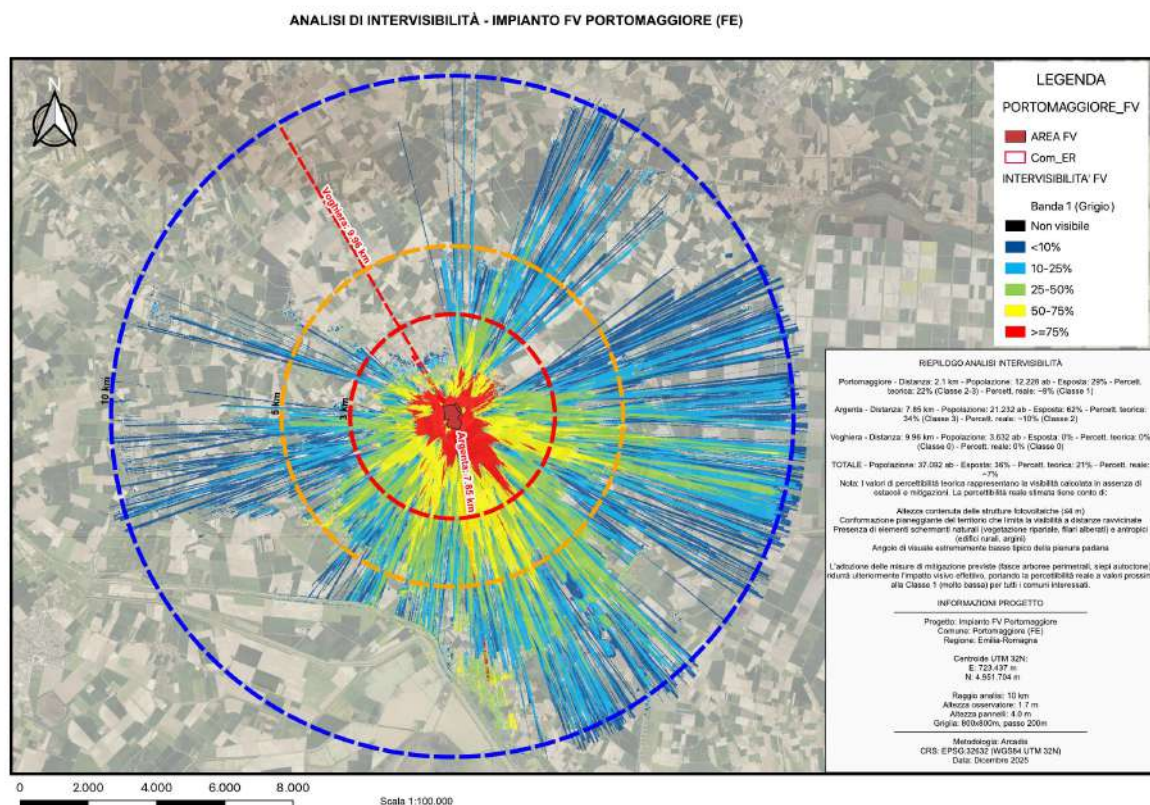 ANALISI DI INTERVISIBILITÀ - IMPIANTO FV PORTOMAGGIORE (FE)
N
Voghiera: 9.96 km
Argenta: 7.85 km
10 km
5 km
3 km
LEGENDA
PORTOMAGGIORE_FV
AREA FV
Com_ER
INTERVISIBILITA' FV
Banda 1 (Grigio)
Non visibile
<10%
10-25%
25-50%
50-75%
>=75%
RIEPILOGO ANALISI INTERVISIBILITÀ
Portomaggiore - Distanza: 2.1 km - Popolazione: 12.228 ab - Esposta: 29% - Percett.
teorica: 22% (Classe 2-3) - Percett. reale: ~6% (Classe 1)
Argenta - Distanza: 7.85 km - Popolazione: 21.232 ab - Esposta: 62% - Percett. teorica:
34% (Classe 3) - Percett. reale: ~10% (Classe 2)
Voghiera - Distanza: 9.96 km - Popolazione: 3.632 ab - Esposta: 0% - Percett. teorica: 0%
(Classe 0) - Percett. reale: 0% (Classe 0)
TOTALE - Popolazione: 37.092 ab - Esposta: 36% - Percett. teorica: 21% - Percett. reale:
~7%
Nota: I valori di percettibilità teorica rappresentano la visibilità calcolata in assenza di
ostacoli e mitigazioni. La percettibilità reale stimata tiene conto di:
Altezza contenuta delle strutture fotovoltaiche (≤4 m)
Conformazione pianeggiante del territorio che limita la visibilità a distanze ravvicinate
Presenza di elementi schermanti naturali (vegetazione ripariale, filari alberati) e antropici
(edifici rurali, argini)
Angolo di visuale estremamente basso tipico della pianura padana
L'adozione delle misure di mitigazione previste (fasce arboree perimetrali, siepi autoctone)
ridurrà ulteriormente l'impatto visivo effettivo, portando la percettibilità reale a valori prossimi
alla Classe 1 (molto bassa) per tutti i comuni interessati.
INFORMAZIONI PROGETTO
Progetto: Impianto FV Portomaggiore
Comune: Portomaggiore (FE)
Regione: Emilia-Romagna
Centroide UTM 32N:
E: 723.437 m
N: 4.951.704 m
Raggio analisi: 10 km
Altezza osservatore: 1.7 m
Altezza pannelli: 4.0 m
Griglia: 800x800m, passo 200m
Metodologia: Arcadia
CRS: EPSG:32632 (WGS84 UTM 32N)
Data: Dicembre 2025
0 2.000 4.000 6.000 8.000
Scala 1:100.000